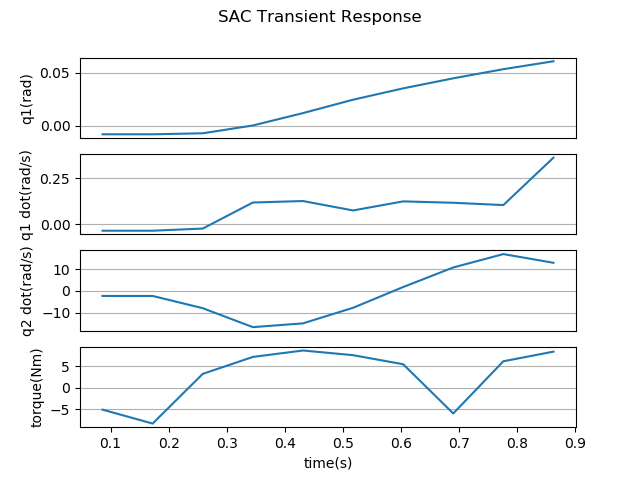 SAC Transient Response
q1(rad)
0.05
0.00
q1 dot(rad/s)
0.25
0.00
q2 dot(rad/s)
10
0
−10
torque(Nm)
5
0
−5
0.1 0.2 0.3 0.4 0.5 0.6 0.7 0.8 0.9
time(s)